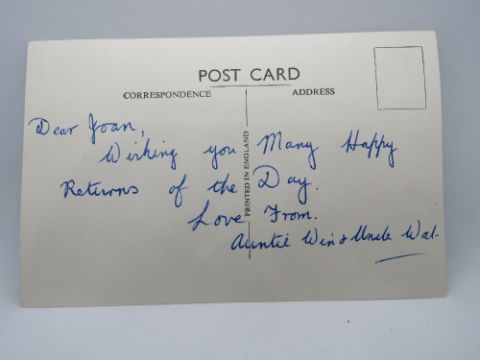 POST CARD
CORRESPONDENCE
ADDRESS
PRINTED IN ENGLAND
Dear Joan,
Wishing you Many Happy
Returns of the Day.
Love From.
Auntie Win & Uncle Wal.